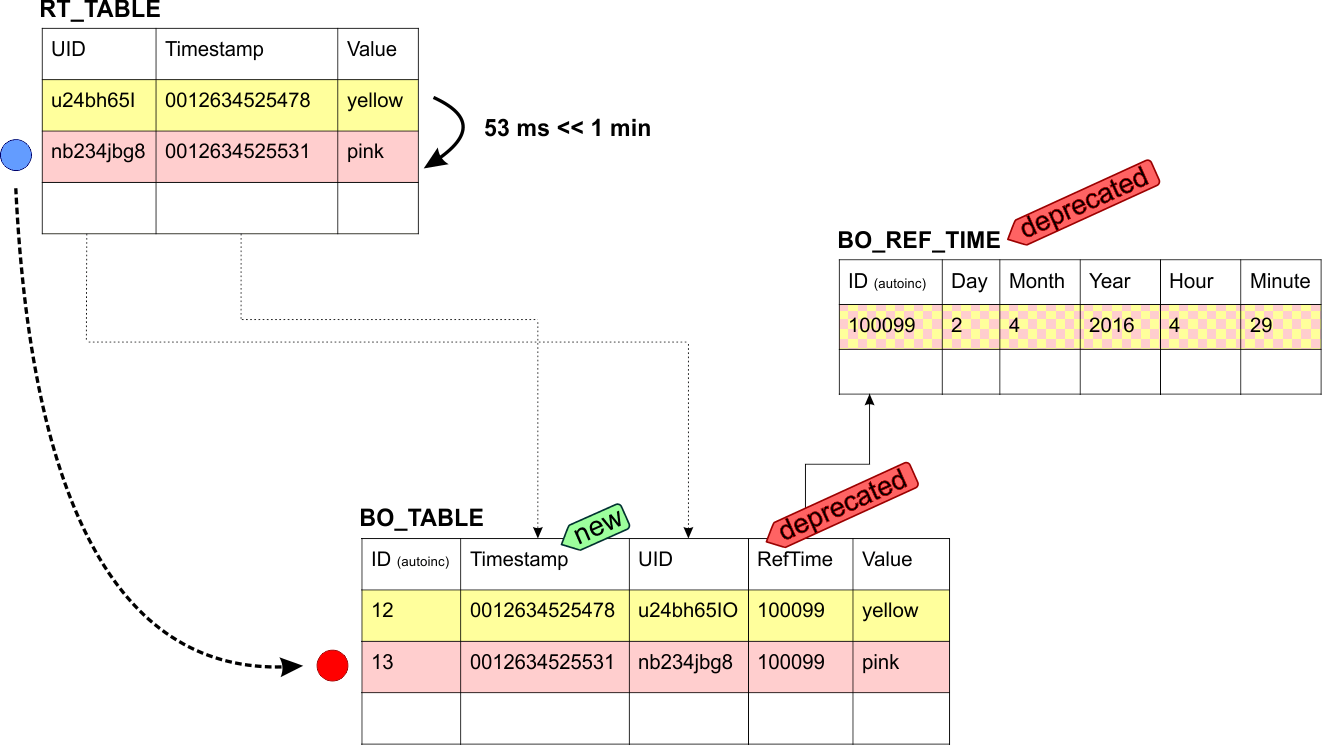 RT_TABLE
UID Timestamp Value
u24bh65I 0012634525478 yellow
nb234jbg8 0012634525531 pink
53 ms << 1 min
deprecated
BO_REF_TIME
ID (autoinc) Day Month Year Hour Minute
100099 2 4 2016 4 29
deprecated
new
BO_TABLE
ID (autoinc) Timestamp UID RefTime Value
12 0012634525478 u24bh65IO 100099 yellow
13 0012634525531 nb234jbg8 100099 pink